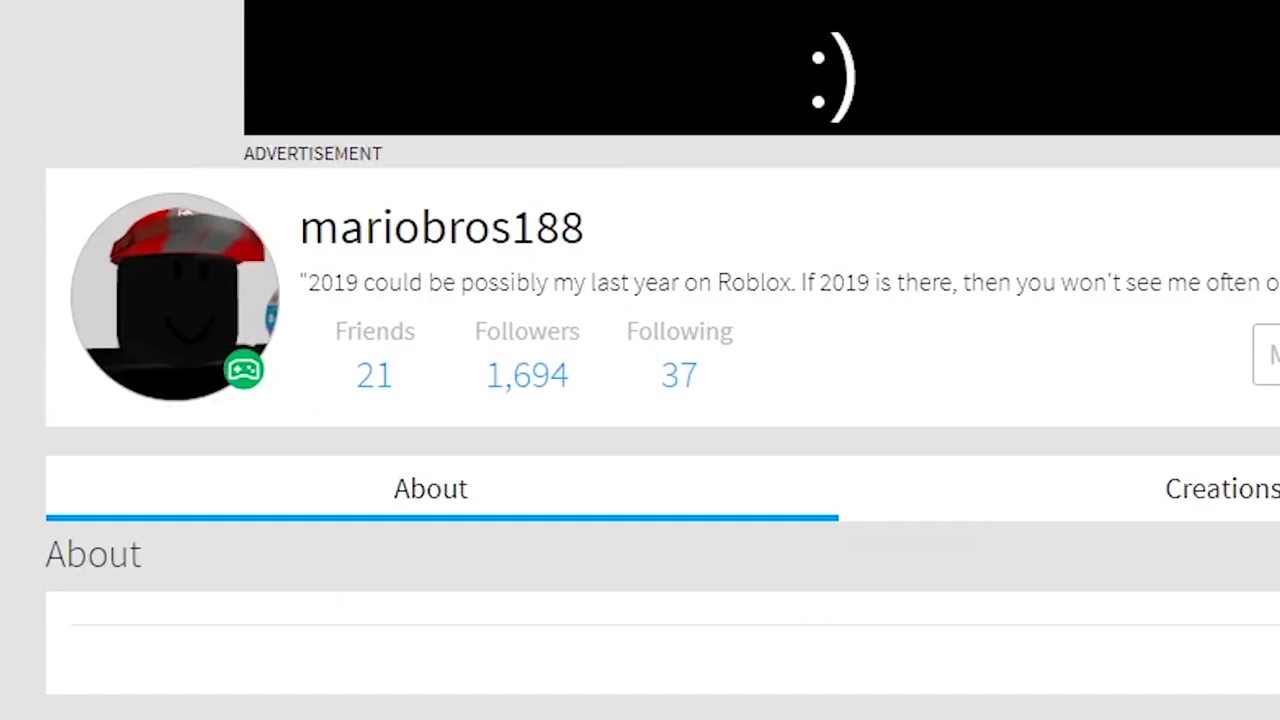 :)
ADVERTISEMENT
mariobros188
"2019 could be possibly my last year on Roblox. If 2019 is there, then you won't see me often o
Friends Followers Following
21 1,694 37
M
About Creations
About